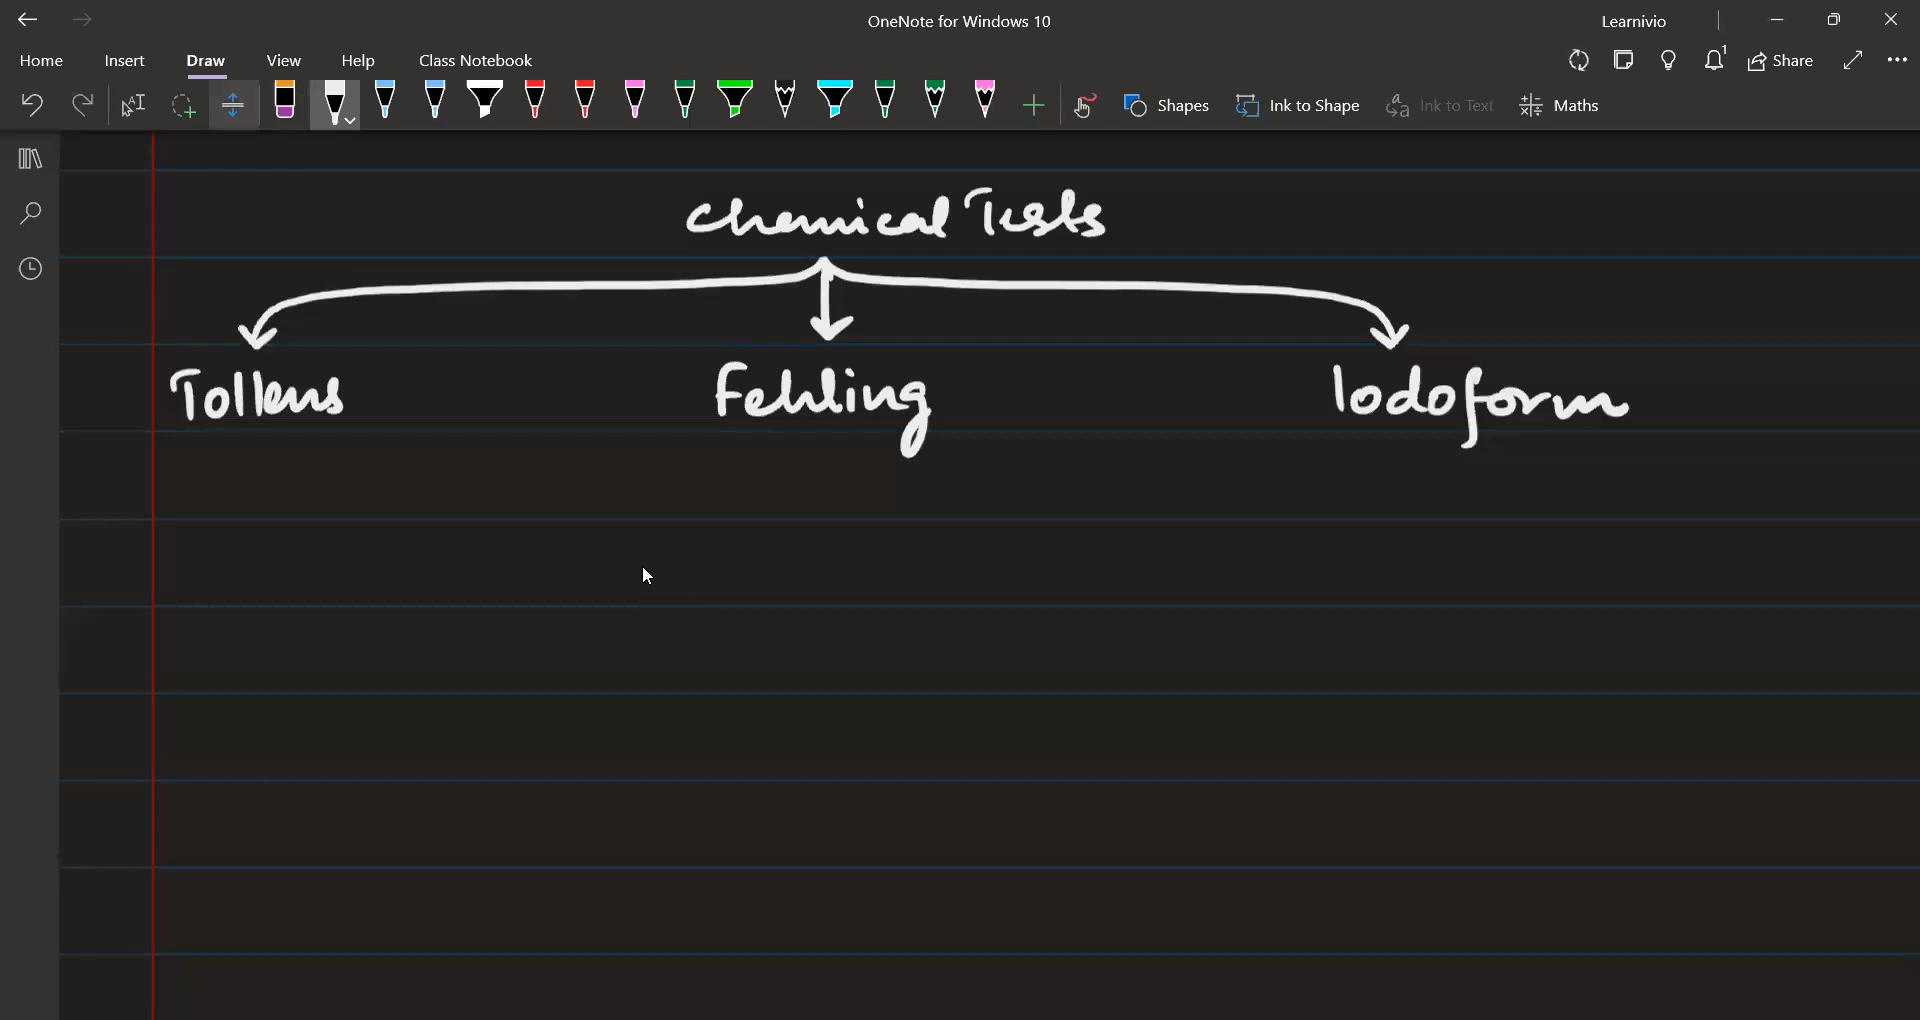 OneNote for Windows 10
Learnivio
Home Insert Draw View Help Class Notebook
1
Share
Shapes Ink to Shape Ink to Text Maths
Chemical Tests
Tollens Fehling Iodoform